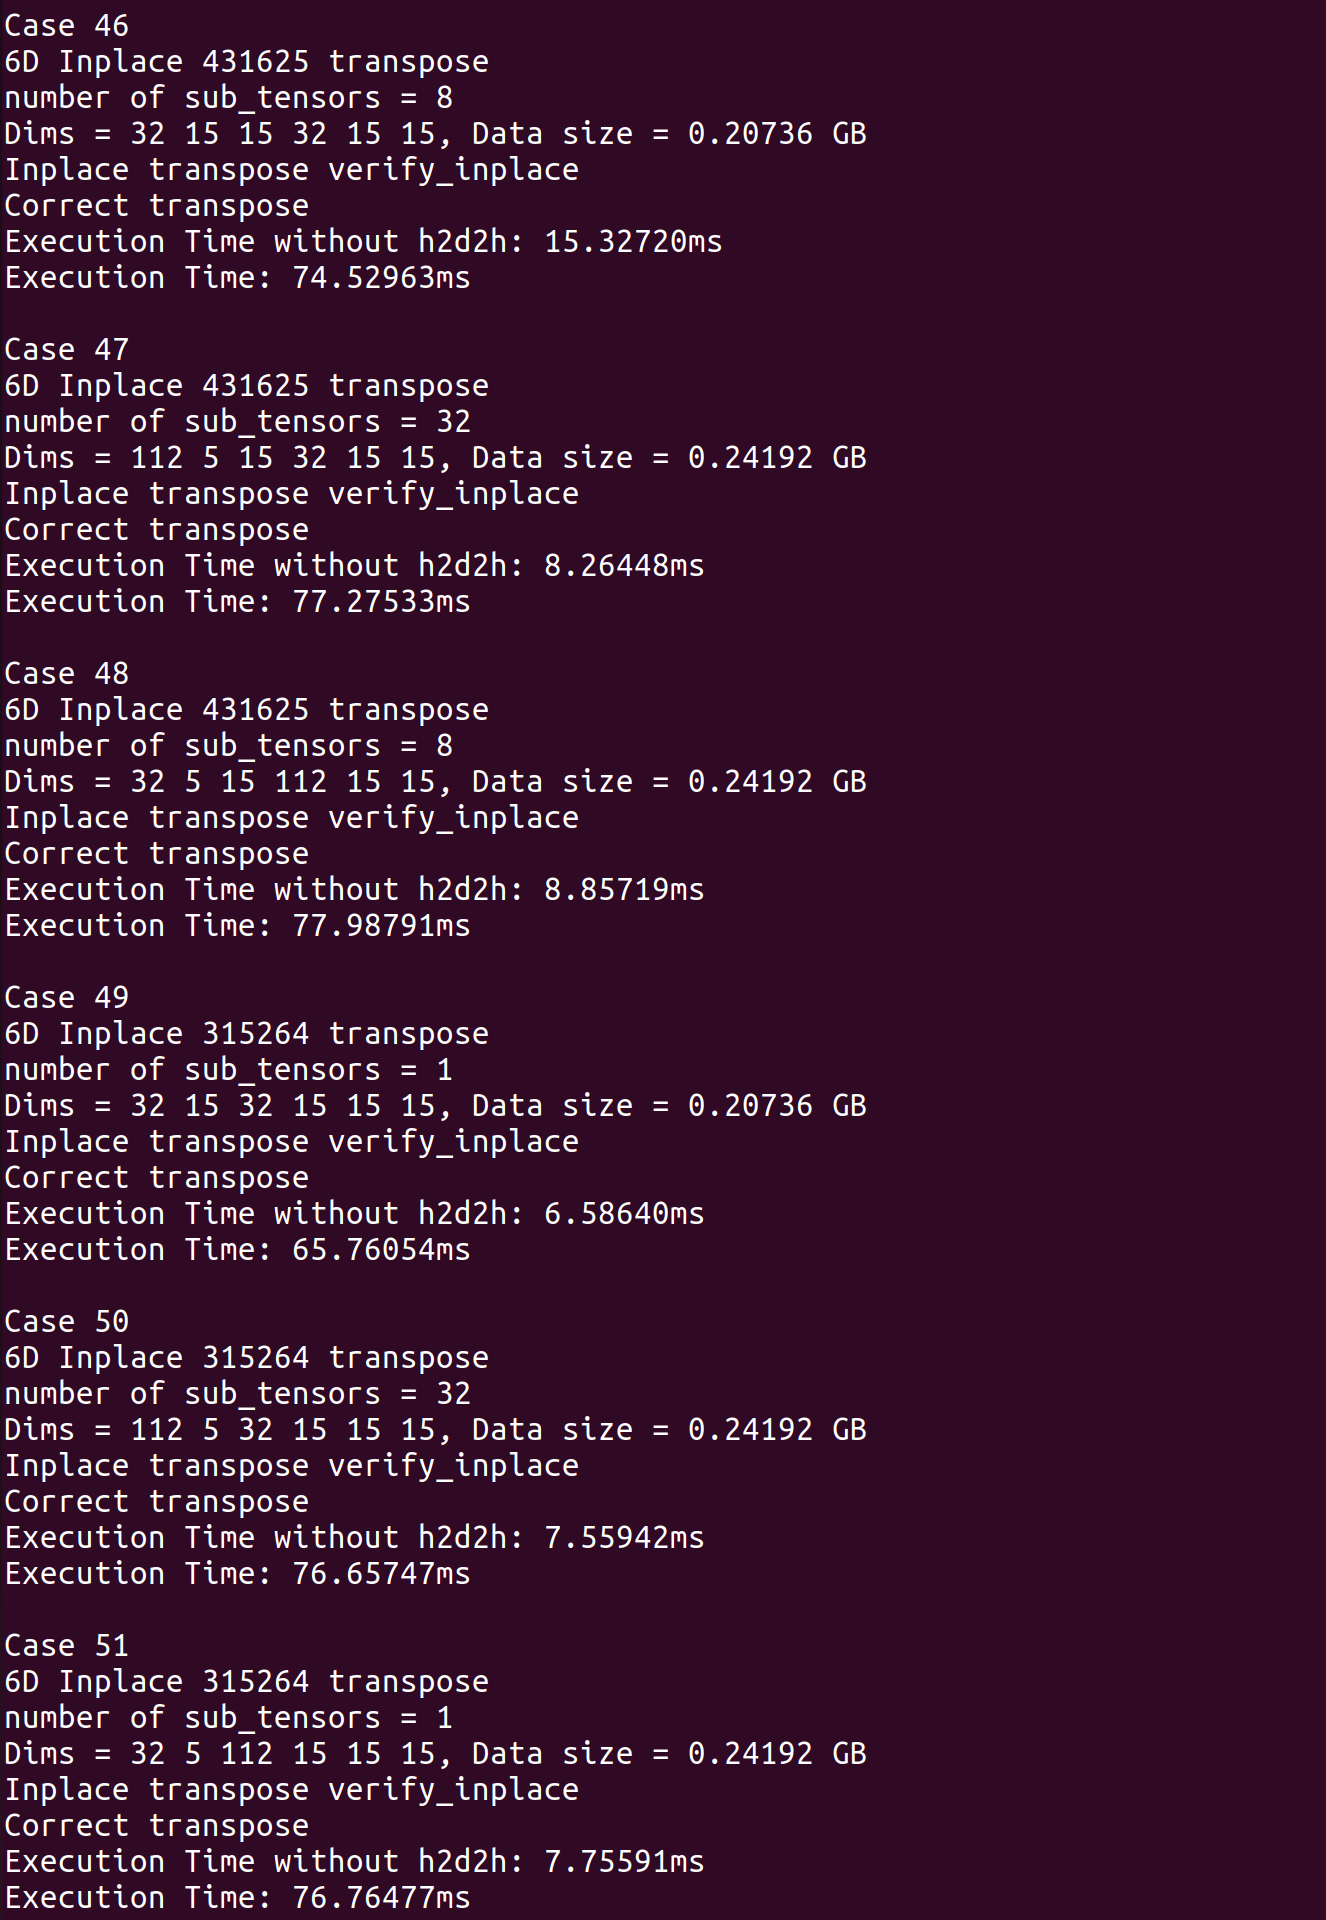 Case 46
6D Inplace 431625 transpose
number of sub_tensors = 8
Dims = 32 15 15 32 15 15, Data size = 0.20736 GB
Inplace transpose verify_inplace
Correct transpose
Execution Time without h2d2h: 15.32720ms
Execution Time: 74.52963ms

Case 47
6D Inplace 431625 transpose
number of sub_tensors = 32
Dims = 112 5 15 32 15 15, Data size = 0.24192 GB
Inplace transpose verify_inplace
Correct transpose
Execution Time without h2d2h: 8.26448ms
Execution Time: 77.27533ms

Case 48
6D Inplace 431625 transpose
number of sub_tensors = 8
Dims = 32 5 15 112 15 15, Data size = 0.24192 GB
Inplace transpose verify_inplace
Correct transpose
Execution Time without h2d2h: 8.85719ms
Execution Time: 77.98791ms

Case 49
6D Inplace 315264 transpose
number of sub_tensors = 1
Dims = 32 15 32 15 15 15, Data size = 0.20736 GB
Inplace transpose verify_inplace
Correct transpose
Execution Time without h2d2h: 6.58640ms
Execution Time: 65.76054ms

Case 50
6D Inplace 315264 transpose
number of sub_tensors = 32
Dims = 112 5 32 15 15 15, Data size = 0.24192 GB
Inplace transpose verify_inplace
Correct transpose
Execution Time without h2d2h: 7.55942ms
Execution Time: 76.65747ms

Case 51
6D Inplace 315264 transpose
number of sub_tensors = 1
Dims = 32 5 112 15 15 15, Data size = 0.24192 GB
Inplace transpose verify_inplace
Correct transpose
Execution Time without h2d2h: 7.75591ms
Execution Time: 76.76477ms